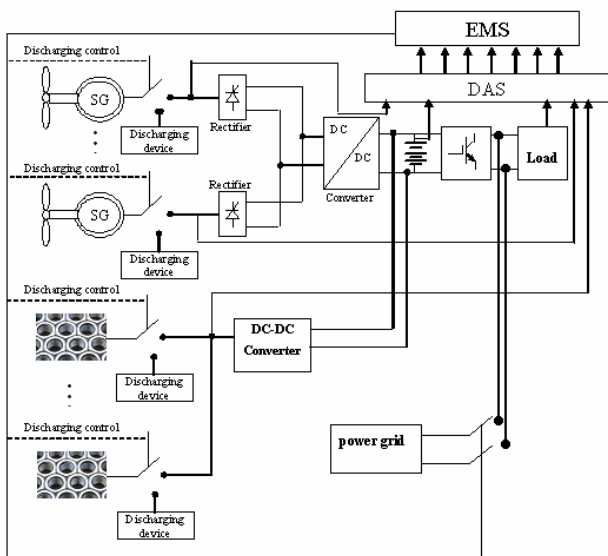 EMS
Discharging control
DAS
SG
Discharging
device
Rectifier
DC
DC
Converter
Load
Discharging control
Rectifier
SG
Discharging
device
Discharging control
DC-DC
Converter
Discharging
device
Discharging control
power grid
Discharging
device